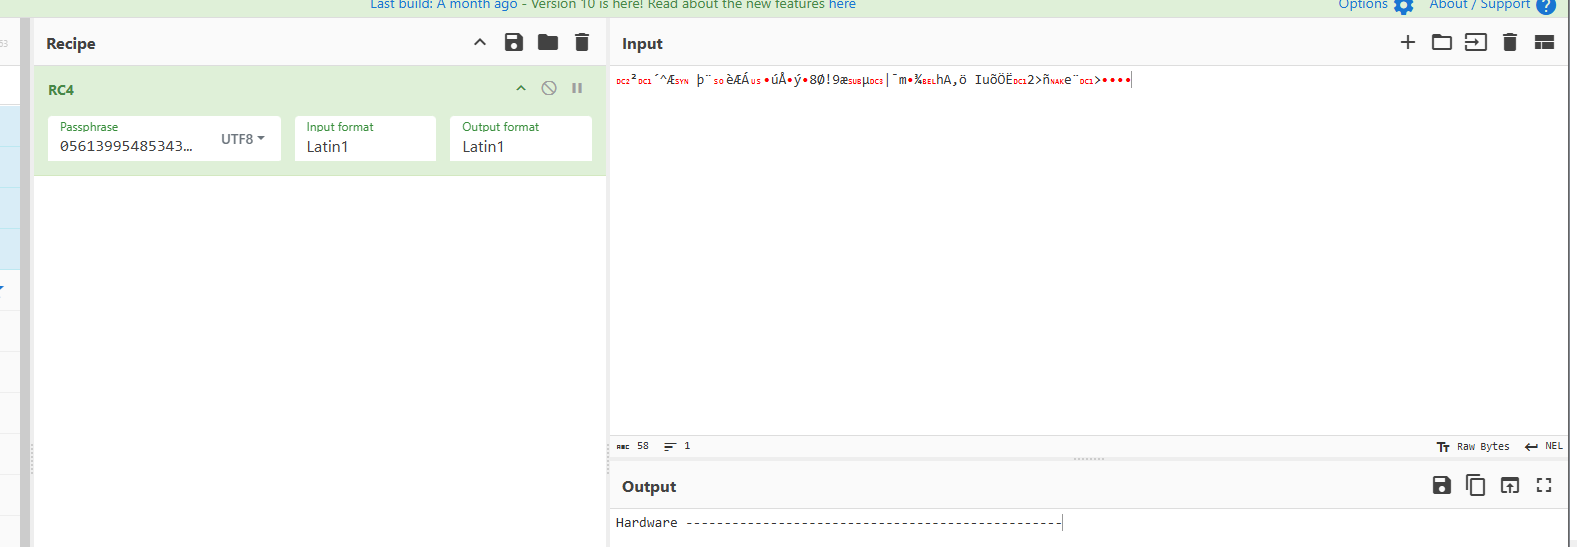 Last build: A month ago - Version 10 is here! Read about the new features here
Options
About / Support
53
Recipe
Input
RC4
Passphrase
05613995485343...
UTF8
Input format
Latin1
Output format
Latin1
DC2²DC1´^ÆSYN þ¨SOèÆÁUS•úÅ•ý•8Ø!9æSUBµDC3|¯m•¾BELhA,ö IuõÖËDC12>ñNAKe¨DC1>••••
ABC 58
1
Raw Bytes
NEL
Output
Hardware -------------------------------------------------